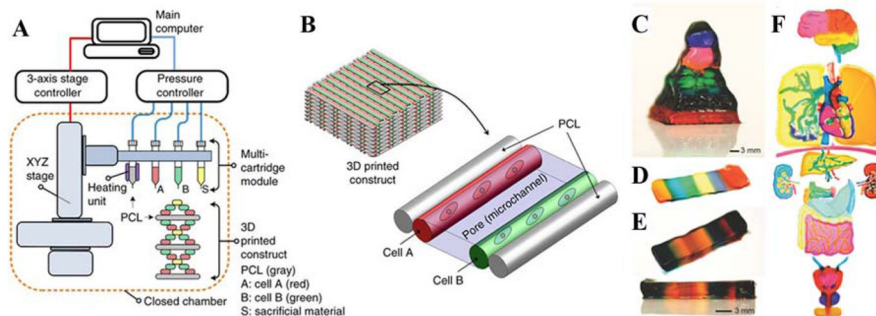 A
Main
computer
3-axis stage
controller
Pressure
controller
XYZ
stage
Heating
unit
A
B
S
Multi-
cartridge
module
PCL
3D
printed
construct
PCL (gray)
A: cell A (red)
B: cell B (green)
S: sacrificial material
Closed chamber
B
3D printed
construct
PCL
Pore (microchannel)
Cell A
Cell B
C
3 mm
D
E
3 mm
F